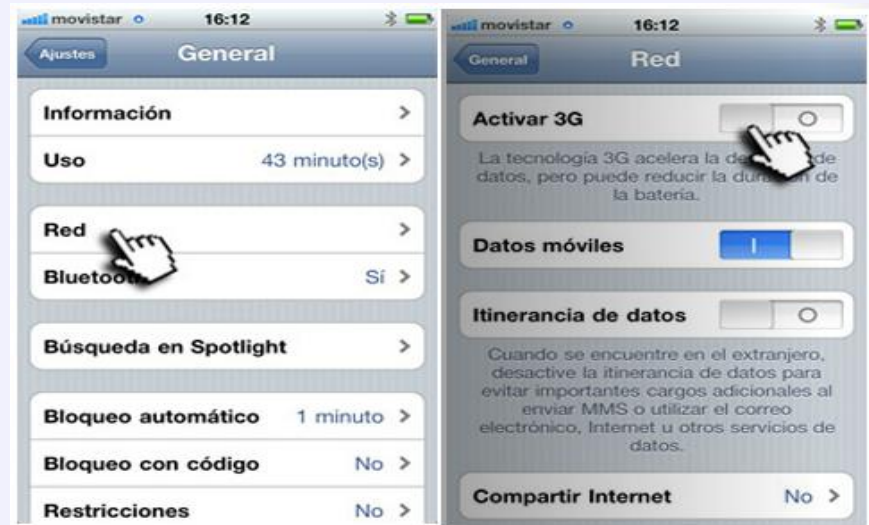 movistar 16:12
Ajustes General
Información
Uso 43 minuto(s)
Red
Sí
Búsqueda en Spotlight
Bloqueo automático 1 minuto
Bloqueo con código No
Restricciones No
movistar 16:12
General Red
Activar 3G
La tecnología 3G acelera la de
datos, pero puede reducir la duración de
la batería.
Datos móviles
Itinerancia de datos
Cuando se encuentre en el extranjero,
desactive la itinerancia de datos para
evitar importantes cargos adicionales al
enviar MMS o utilizar el correo
electrónico, Internet u otros servicios de
datos.
Compartir Internet No